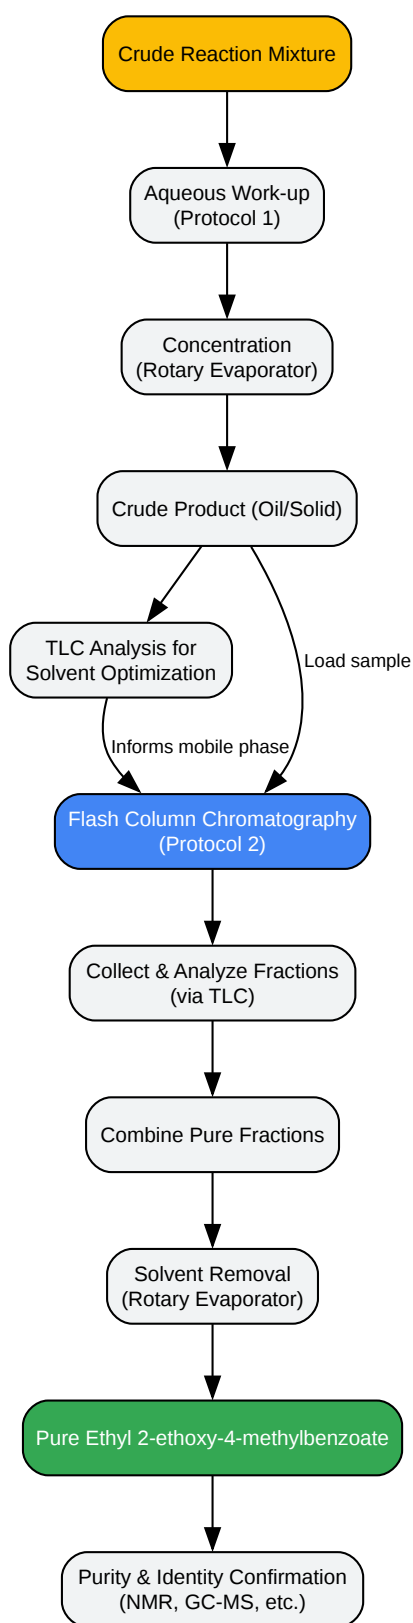 Crude Reaction Mixture
Aqueous Work-up
(Protocol 1)
Concentration
(Rotary Evaporator)
Crude Product (Oil/Solid)
TLC Analysis for
Solvent Optimization
Load sample
Informs mobile phase
Flash Column Chromatography
(Protocol 2)
Collect & Analyze Fractions
(via TLC)
Combine Pure Fractions
Solvent Removal
(Rotary Evaporator)
Pure Ethyl 2-ethoxy-4-methylbenzoate
Purity & Identity Confirmation
(NMR, GC-MS, etc.)